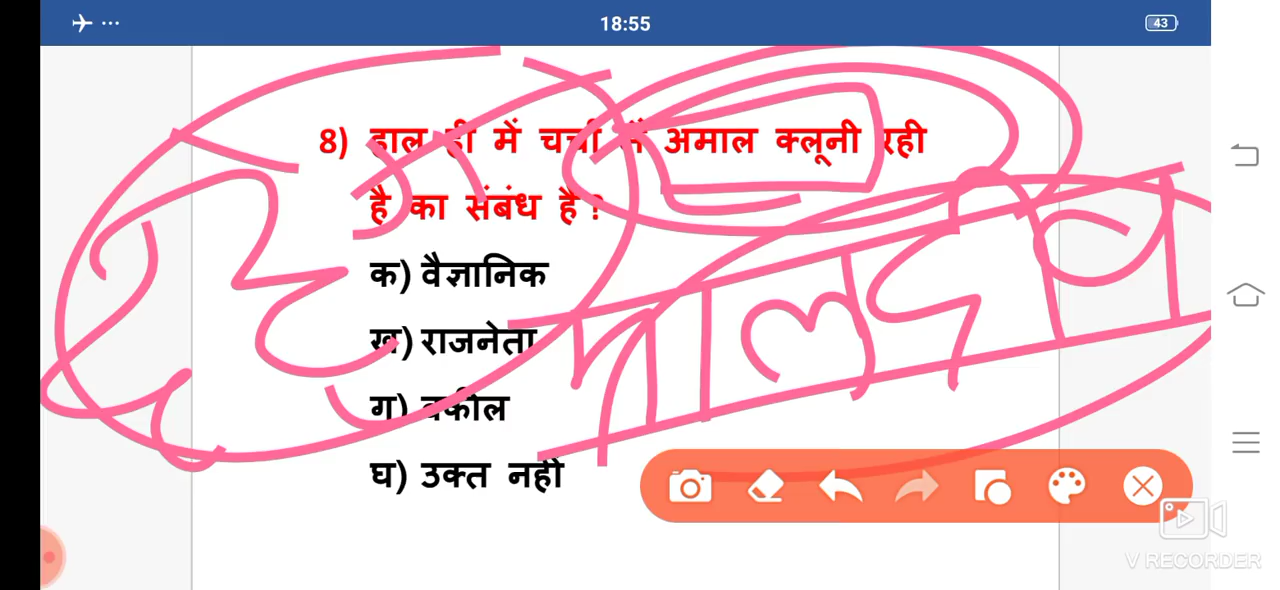 18:55
43
8) हाल ही में चर्चा में अमाल क्लूनी रही
है का संबंध है ?
क) वैज्ञानिक
ख) राजनेता
ग) वकील
घ) उक्त नहीं
मालदीव
V RECORDER